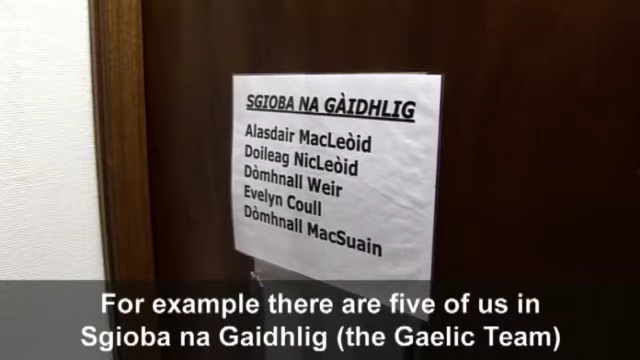 SGIOBA NA GÀIDHLIG
Alasdair MacLeòid
Doileag NicLeòid
Dòmhnall Weir
Evelyn Coull
Dòmhnall MacSuain
For example there are five of us in
Sgioba na Gaidhlig (the Gaelic Team)